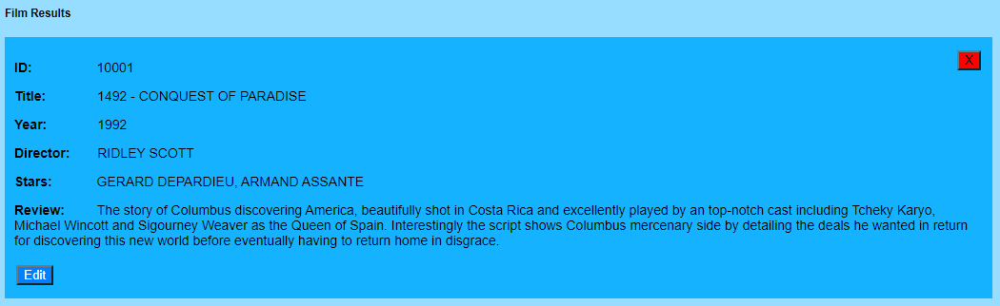 Film Results
X
ID: 10001
Title: 1492 - CONQUEST OF PARADISE
Year: 1992
Director: RIDLEY SCOTT
Stars: GERARD DEPARDIEU, ARMAND ASSANTE
Review: The story of Columbus discovering America, beautifully shot in Costa Rica and excellently played by an top-notch cast including Tcheky Karyo,
Michael Wincott and Sigourney Weaver as the Queen of Spain. Interestingly the script shows Columbus mercenary side by detailing the deals he wanted in return
for discovering this new world before eventually having to return home in disgrace.
Edit